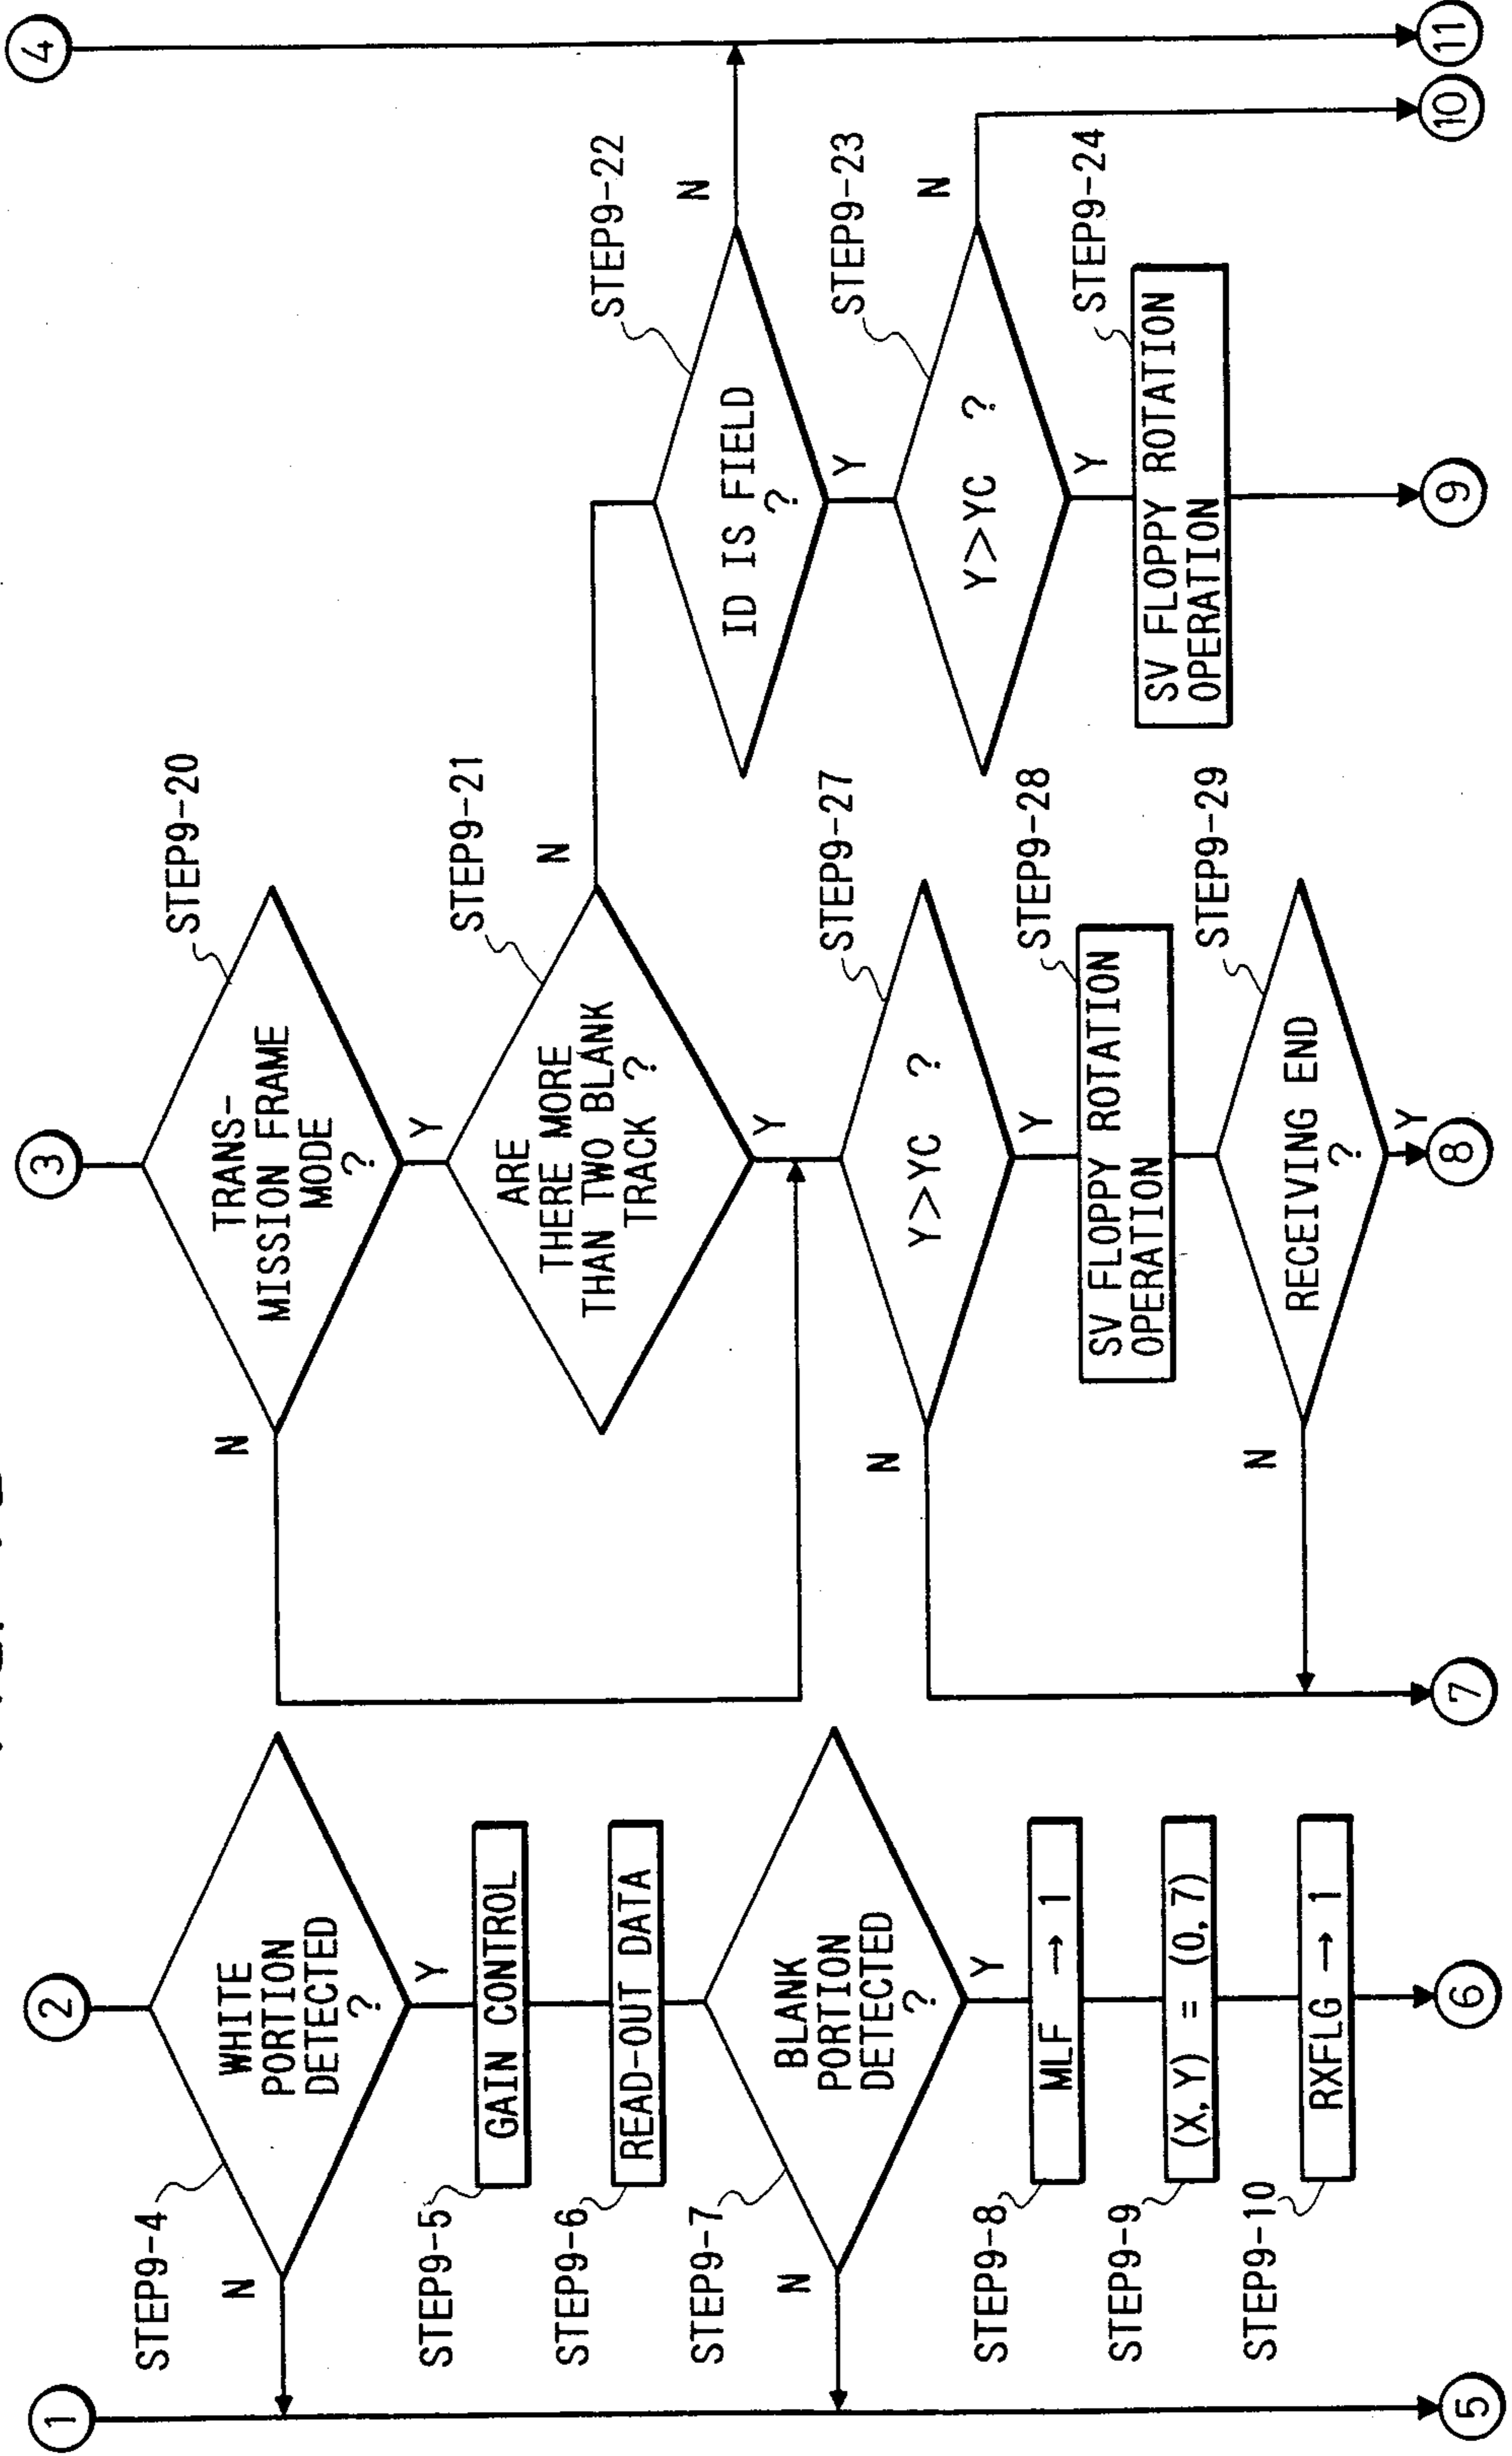 1
2
3
4
STEP9-4
WHITE
PORTION
DETECTED
?
N
Y
STEP9-5
GAIN CONTROL
STEP9-6
READ-OUT DATA
STEP9-7
BLANK
PORTION
DETECTED
?
N
Y
STEP9-8
MLF → 1
STEP9-9
(X,Y) = (0,7)
STEP9-10
RXFLG → 1
5
6
STEP9-20
TRANS-
MISSION FRAME
MODE
?
N
Y
STEP9-21
ARE
THERE MORE
THAN TWO BLANK
TRACK ?
N
Y
STEP9-27
Y>YC ?
N
Y
STEP9-28
SV FLOPPY ROTATION
OPERATION
STEP9-29
RECEIVING END
?
N
Y
7
8
STEP9-22
ID IS FIELD
?
N
Y
STEP9-23
Y>YC ?
N
Y
STEP9-24
SV FLOPPY ROTATION
OPERATION
9
10
11